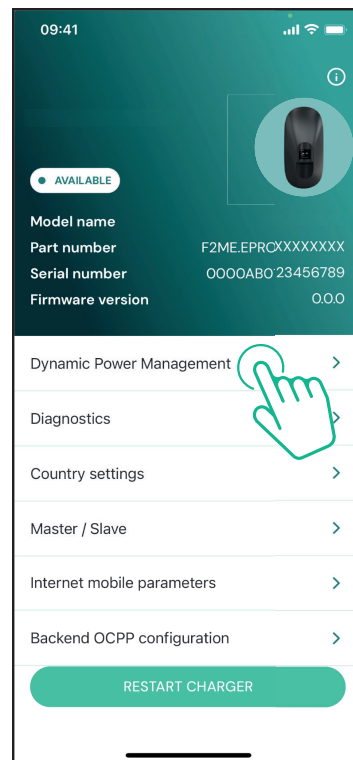 09:41
AVAILABLE
Model name
Part number F2ME.EPROXXXXXXXX
Serial number 0000AB0123456789
Firmware version 0.0.0
Dynamic Power Management
Diagnostics
Country settings
Master / Slave
Internet mobile parameters
Backend OCPP configuration
RESTART CHARGER